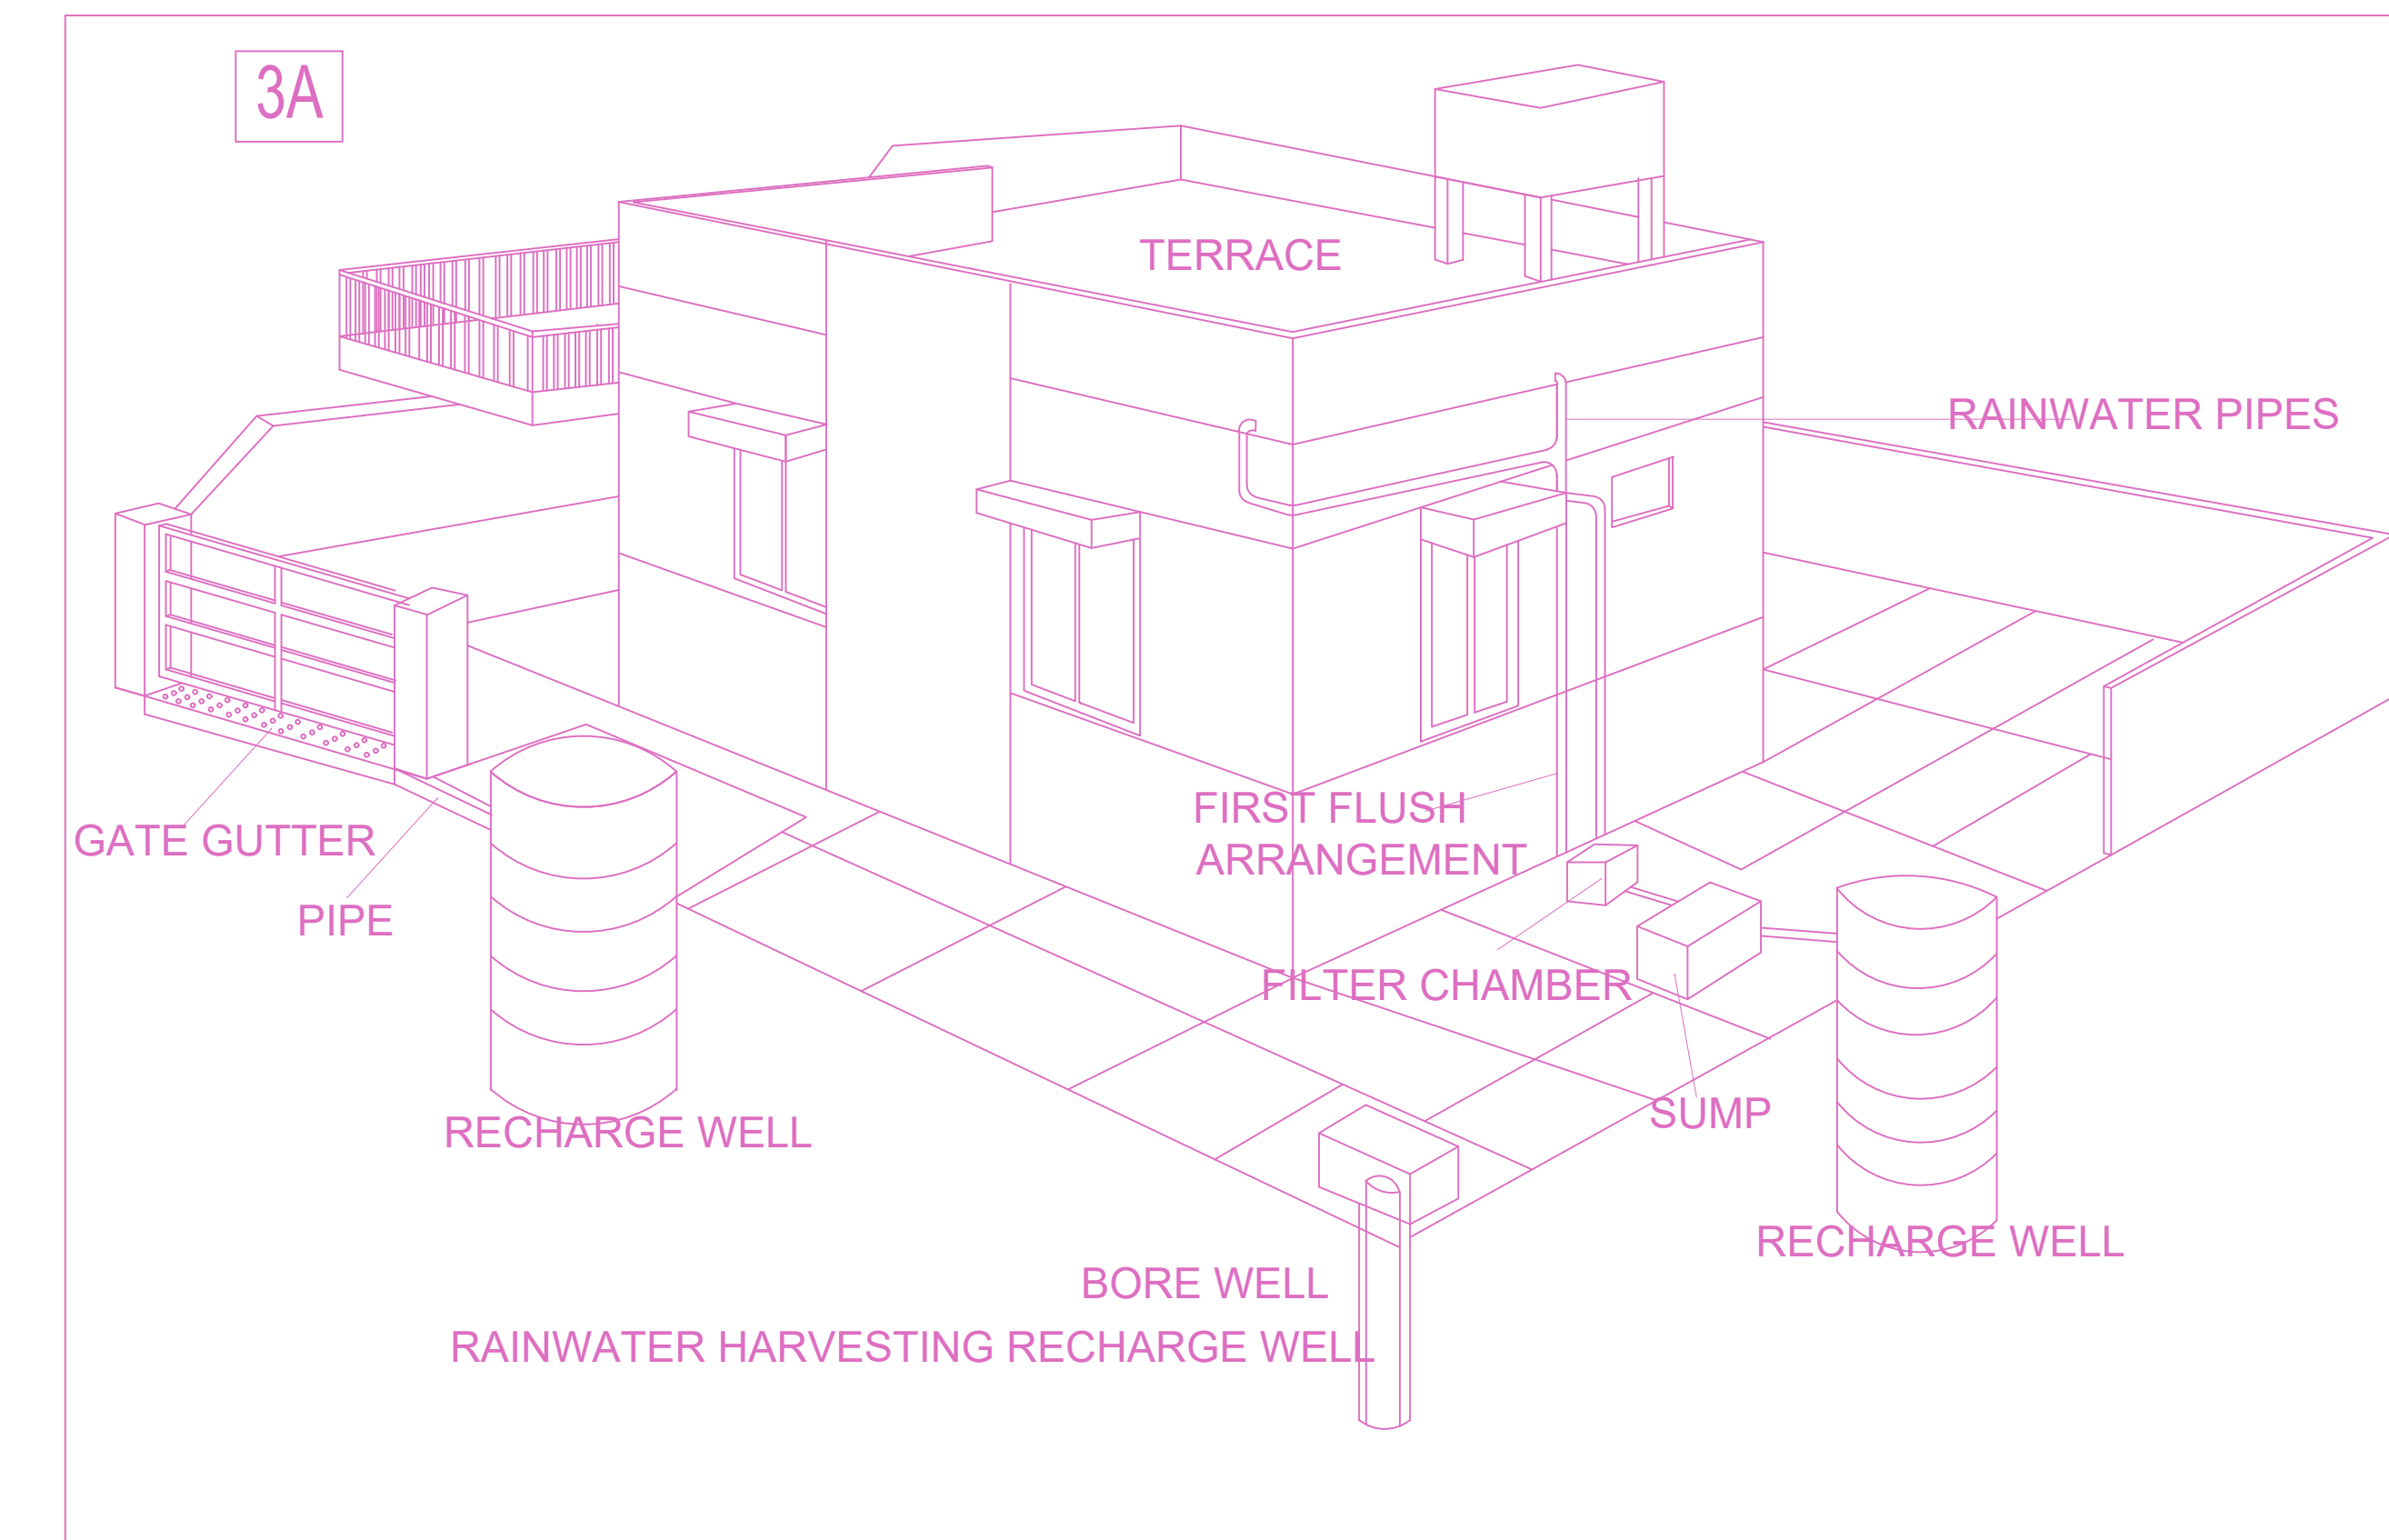 3A
TERRACE
RAINWATER PIPES
FIRST FLUSH
ARRANGEMENT
GATE GUTTER
PIPE
FILTER CHAMBER
SUMP
RECHARGE WELL
RECHARGE WELL
BORE WELL
RAINWATER HARVESTING RECHARGE WELL